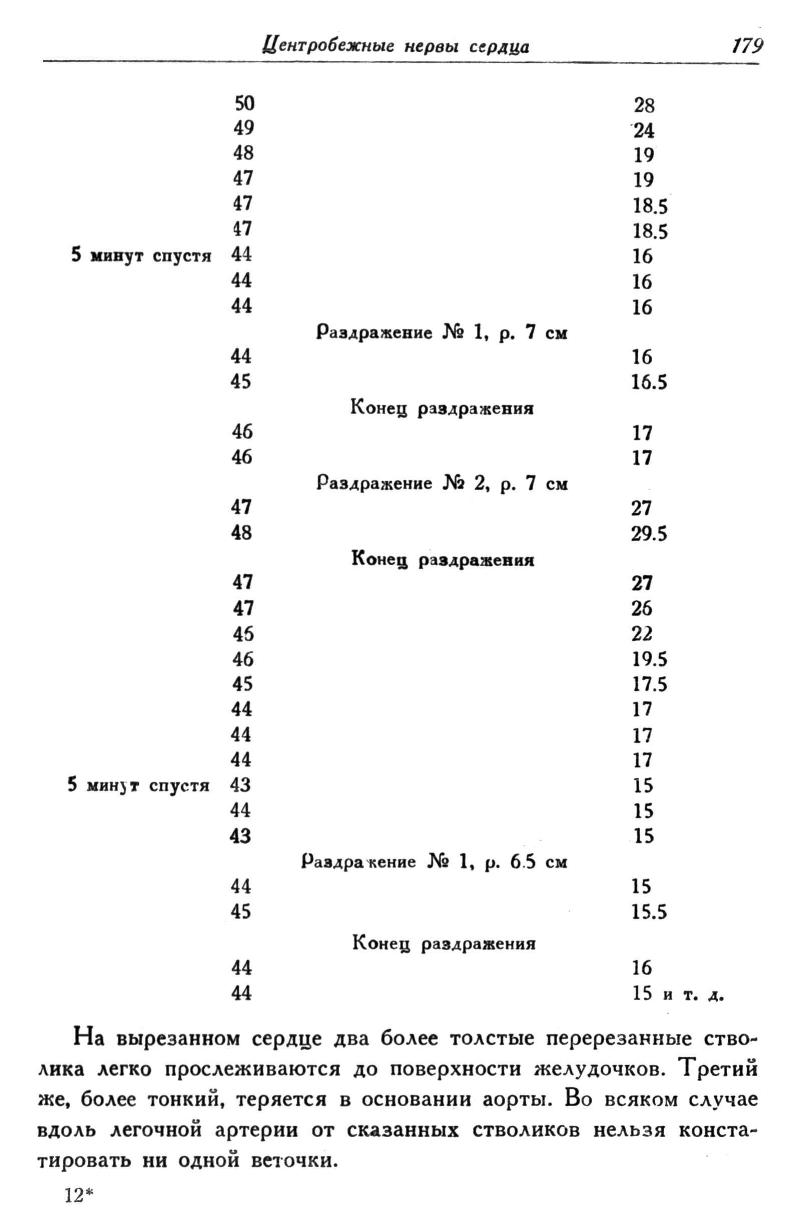 Центробежные нервы сердца 179
50 28
49 24
48 19
47 19
47 18.5
47 18.5
5 минут спустя 44 16
44 16
44 16
Раздражение № 1, р. 7 см
44 16
45 16.5
Конец раздражения
46 17
46 17
Раздражение № 2, р. 7 см
47 27
48 29.5
Конец раздражения
47 27
47 26
46 22
46 19.5
45 17.5
44 17
44 17
44 17
5 минут спустя 43 15
44 15
43 15
Раздражение № 1, р. 6.5 см
44 15
45 15.5
Конец раздражения
44 16
44 15 и т. д.
На вырезанном сердце два более толстые перерезанные ство-
лика легко прослеживаются до поверхности желудочков. Третий
же, более тонкий, теряется в основании аорты. Во всяком случае
вдоль легочной артерии от сказанных стволиков нельзя конста-
тировать ни одной веточки.
12*